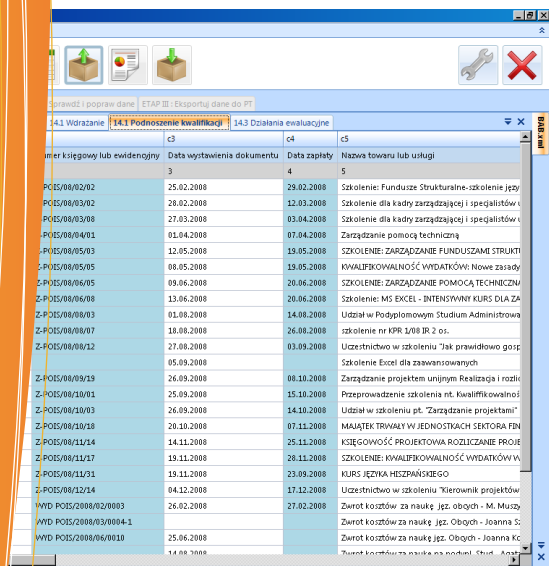 Sprawdź i popraw dane ETAP III : Eksportuj dane do PT
14.1 Wdrażanie 14.1 Podnoszenie kwalifikacji 14.3 Działania ewaluacyjne
BAB.xml
c3 c4 c5
umer księgowy lub ewidencyjny Data wystawienia dokumentu Data zapłaty Nazwa towaru lub usługi
3 4 5
Z-POIS/08/02/02 25.02.2008 29.02.2008 Szkolenie: Fundusze Strukturalne-szkolenie języ
Z-POIS/08/03/02 28.02.2008 12.03.2008 Szkolenie dla kadry zarządzającej i specjalistów u
Z-POIS/08/03/08 27.03.2008 03.04.2008 Szkolenie dla kadry zarządzającej i specjalistów u
Z-POIS/08/04/01 01.04.2008 07.04.2008 Zarządzanie pomocą techniczną
Z-POIS/08/05/03 12.05.2008 19.05.2008 SZKOLENIE: ZARZĄDZANIE FUNDUSZAMI STRUKTU
Z-POIS/08/05/05 08.05.2008 19.05.2008 KWALIFIKOWALNOŚĆ WYDATKÓW: Nowe zasady
Z-POIS/08/06/05 09.06.2008 20.06.2008 SZKOLENIE: ZARZĄDZANIE POMOCĄ TECHNICZNA
Z-POIS/08/06/08 13.06.2008 20.06.2008 Szkolenie: MS EXCEL - INTENSYWNY KURS DLA ZA
Z-POIS/08/08/03 01.08.2008 14.08.2008 Udział w Podyplomowym Studium Administrowa
Z-POIS/08/08/07 18.08.2008 26.08.2008 szkolenie nr KPR 1/08 IR 2 os.
Z-POIS/08/08/12 27.08.2008 03.09.2008 Uczestnictwo w szkoleniu "Jak prawidłowo gosp
05.09.2008 Szkolenie Excel dla zaawansowanych
Z-POIS/08/09/19 26.09.2008 08.10.2008 Zarządzanie projektem unijnym Realizacja i rozlic
Z-POIS/08/10/01 25.09.2008 15.10.2008 Przeprowadzenie szkolenia nt. Kwaliffikowalnoś
Z-POIS/08/10/03 26.09.2008 14.10.2008 Udział w szkoleniu pt. "Zarządzanie projektami"
Z-POIS/08/10/18 20.10.2008 07.11.2008 MAJĄTEK TRWAŁY W JEDNOSTKACH SEKTORA FIN
Z-POIS/08/11/14 14.11.2008 25.11.2008 KSIĘGOWOŚĆ PROJEKTOWA ROZLICZANIE PROJE
Z-POIS/08/11/17 19.11.2008 28.11.2008 SZKOLENIE: KWALIFIKOWALNOŚĆ WYDATKÓW W
Z-POIS/08/11/31 19.11.2008 23.09.2008 KURS JĘZYKA HISZPAŃSKIEGO
Z-POIS/08/12/14 04.12.2008 17.12.2008 Uczestnictwo w szkoleniu "Kierownik projektów
WYD POIS/2008/02/0003 26.02.2008 27.02.2008 Zwrot kosztów za naukę jęz. obcych - M. Muszy
WYD POIS/2008/03/0004-1 Zwrot kosztów za naukę jęz. Obcych - Joanna Sz
WYD POIS/2008/06/0010 25.06.2008 Zwrot kosztów za naukę jęz. Obcych - Joanna Ko
14.08.2008 Zwrot kosztów za naukę na podypl. Stud. Agata